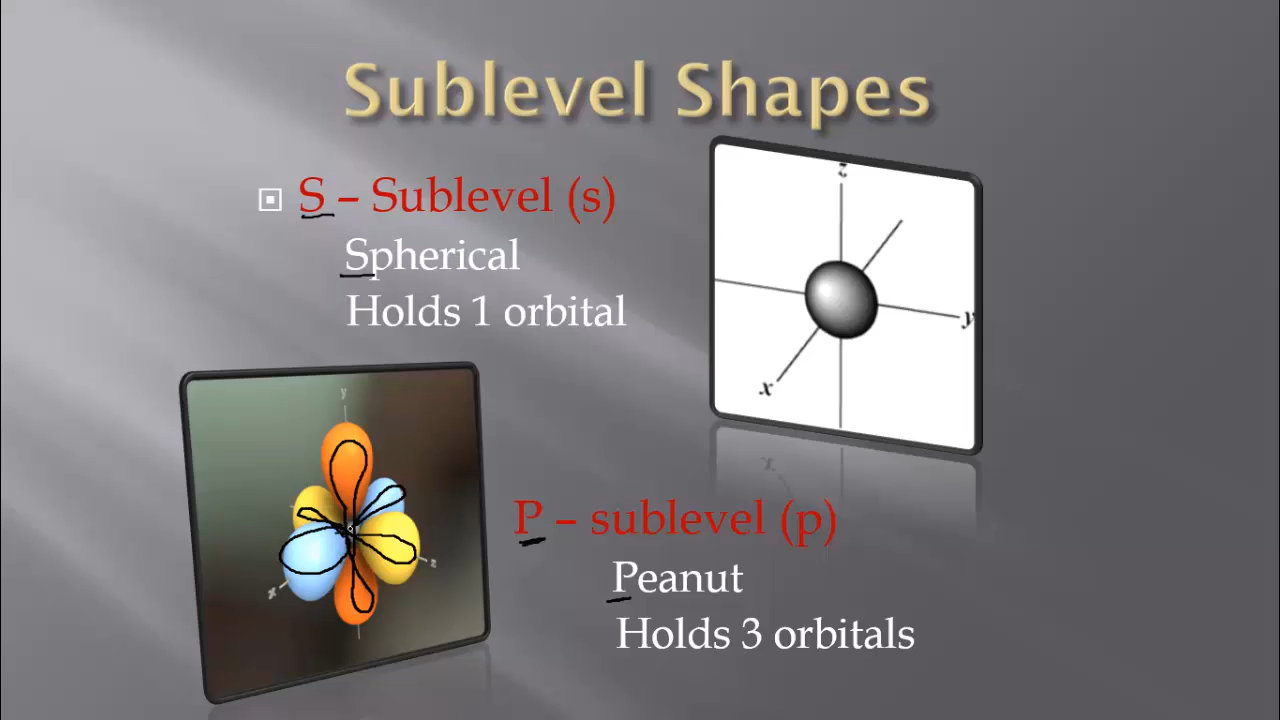 Sublevel Shapes
S – Sublevel (s)
Spherical
Holds 1 orbital
z
y
x
y
z
x
P – sublevel (p)
Peanut
Holds 3 orbitals